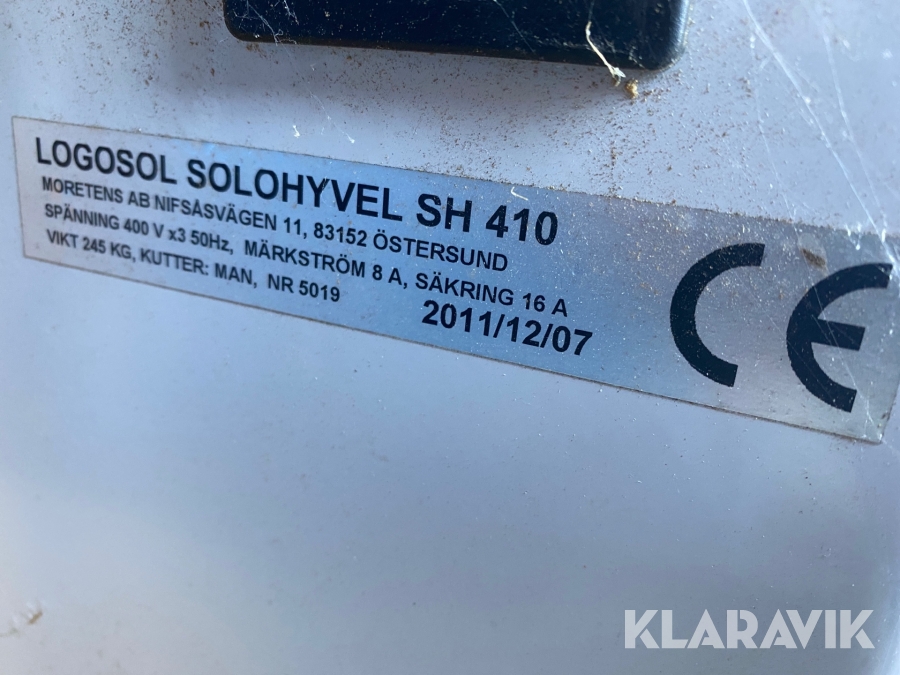 LOGOSOL SOLOHYVEL SH 410
MORETENS AB NIFSÅSVÄGEN 11, 83152 ÖSTERSUND
SPÄNNING 400 V x3 50Hz, MÄRKSTRÖM 8 A, SÄKRING 16 A
VIKT 245 KG, KUTTER: MAN, NR 5019
2011/12/07
CE
KLARAVIK